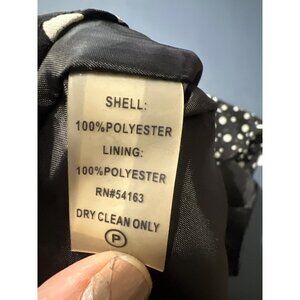 SHELL:
100%POLYESTER
LINING:
100%POLYESTER
RN#54163
DRY CLEAN ONLY
P